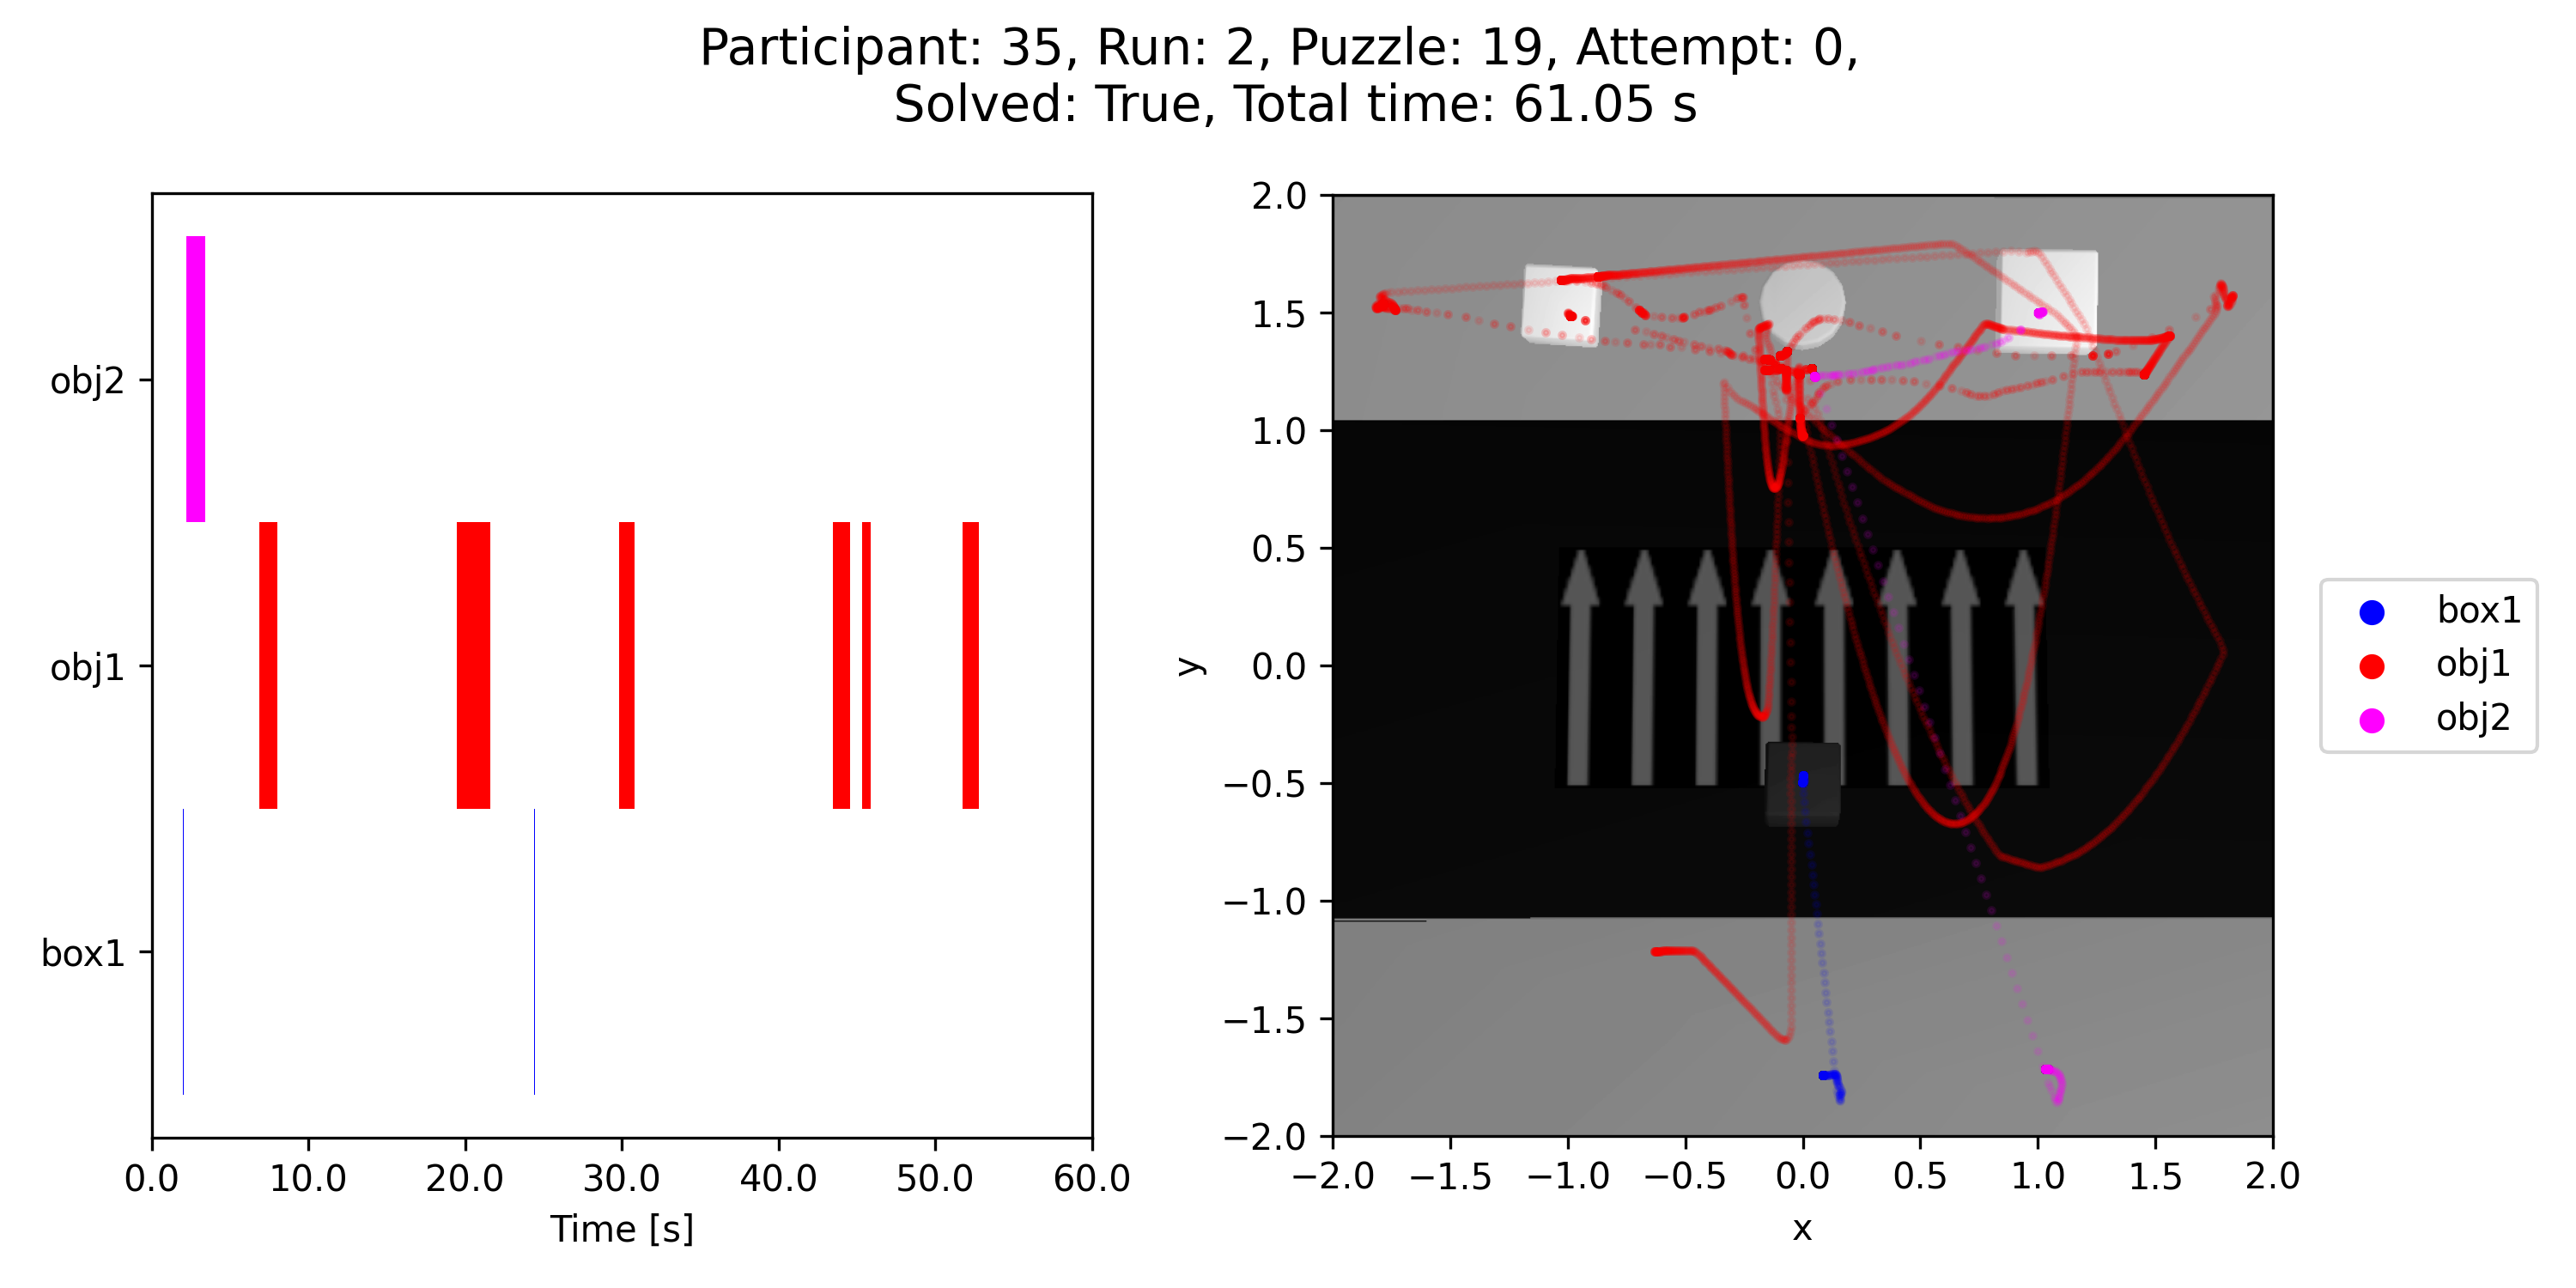 Participant: 35, Run: 2, Puzzle: 19, Attempt: 0,
Solved: True, Total time: 61.05 s
obj2
obj1
box1
0.0 10.0 20.0 30.0 40.0 50.0 60.0
Time [s]
2.0
1.5
1.0
0.5
0.0
−0.5
−1.0
−1.5
−2.0
y
−2.0 −1.5 −1.0 −0.5 0.0 0.5 1.0 1.5 2.0
x
box1
obj1
obj2